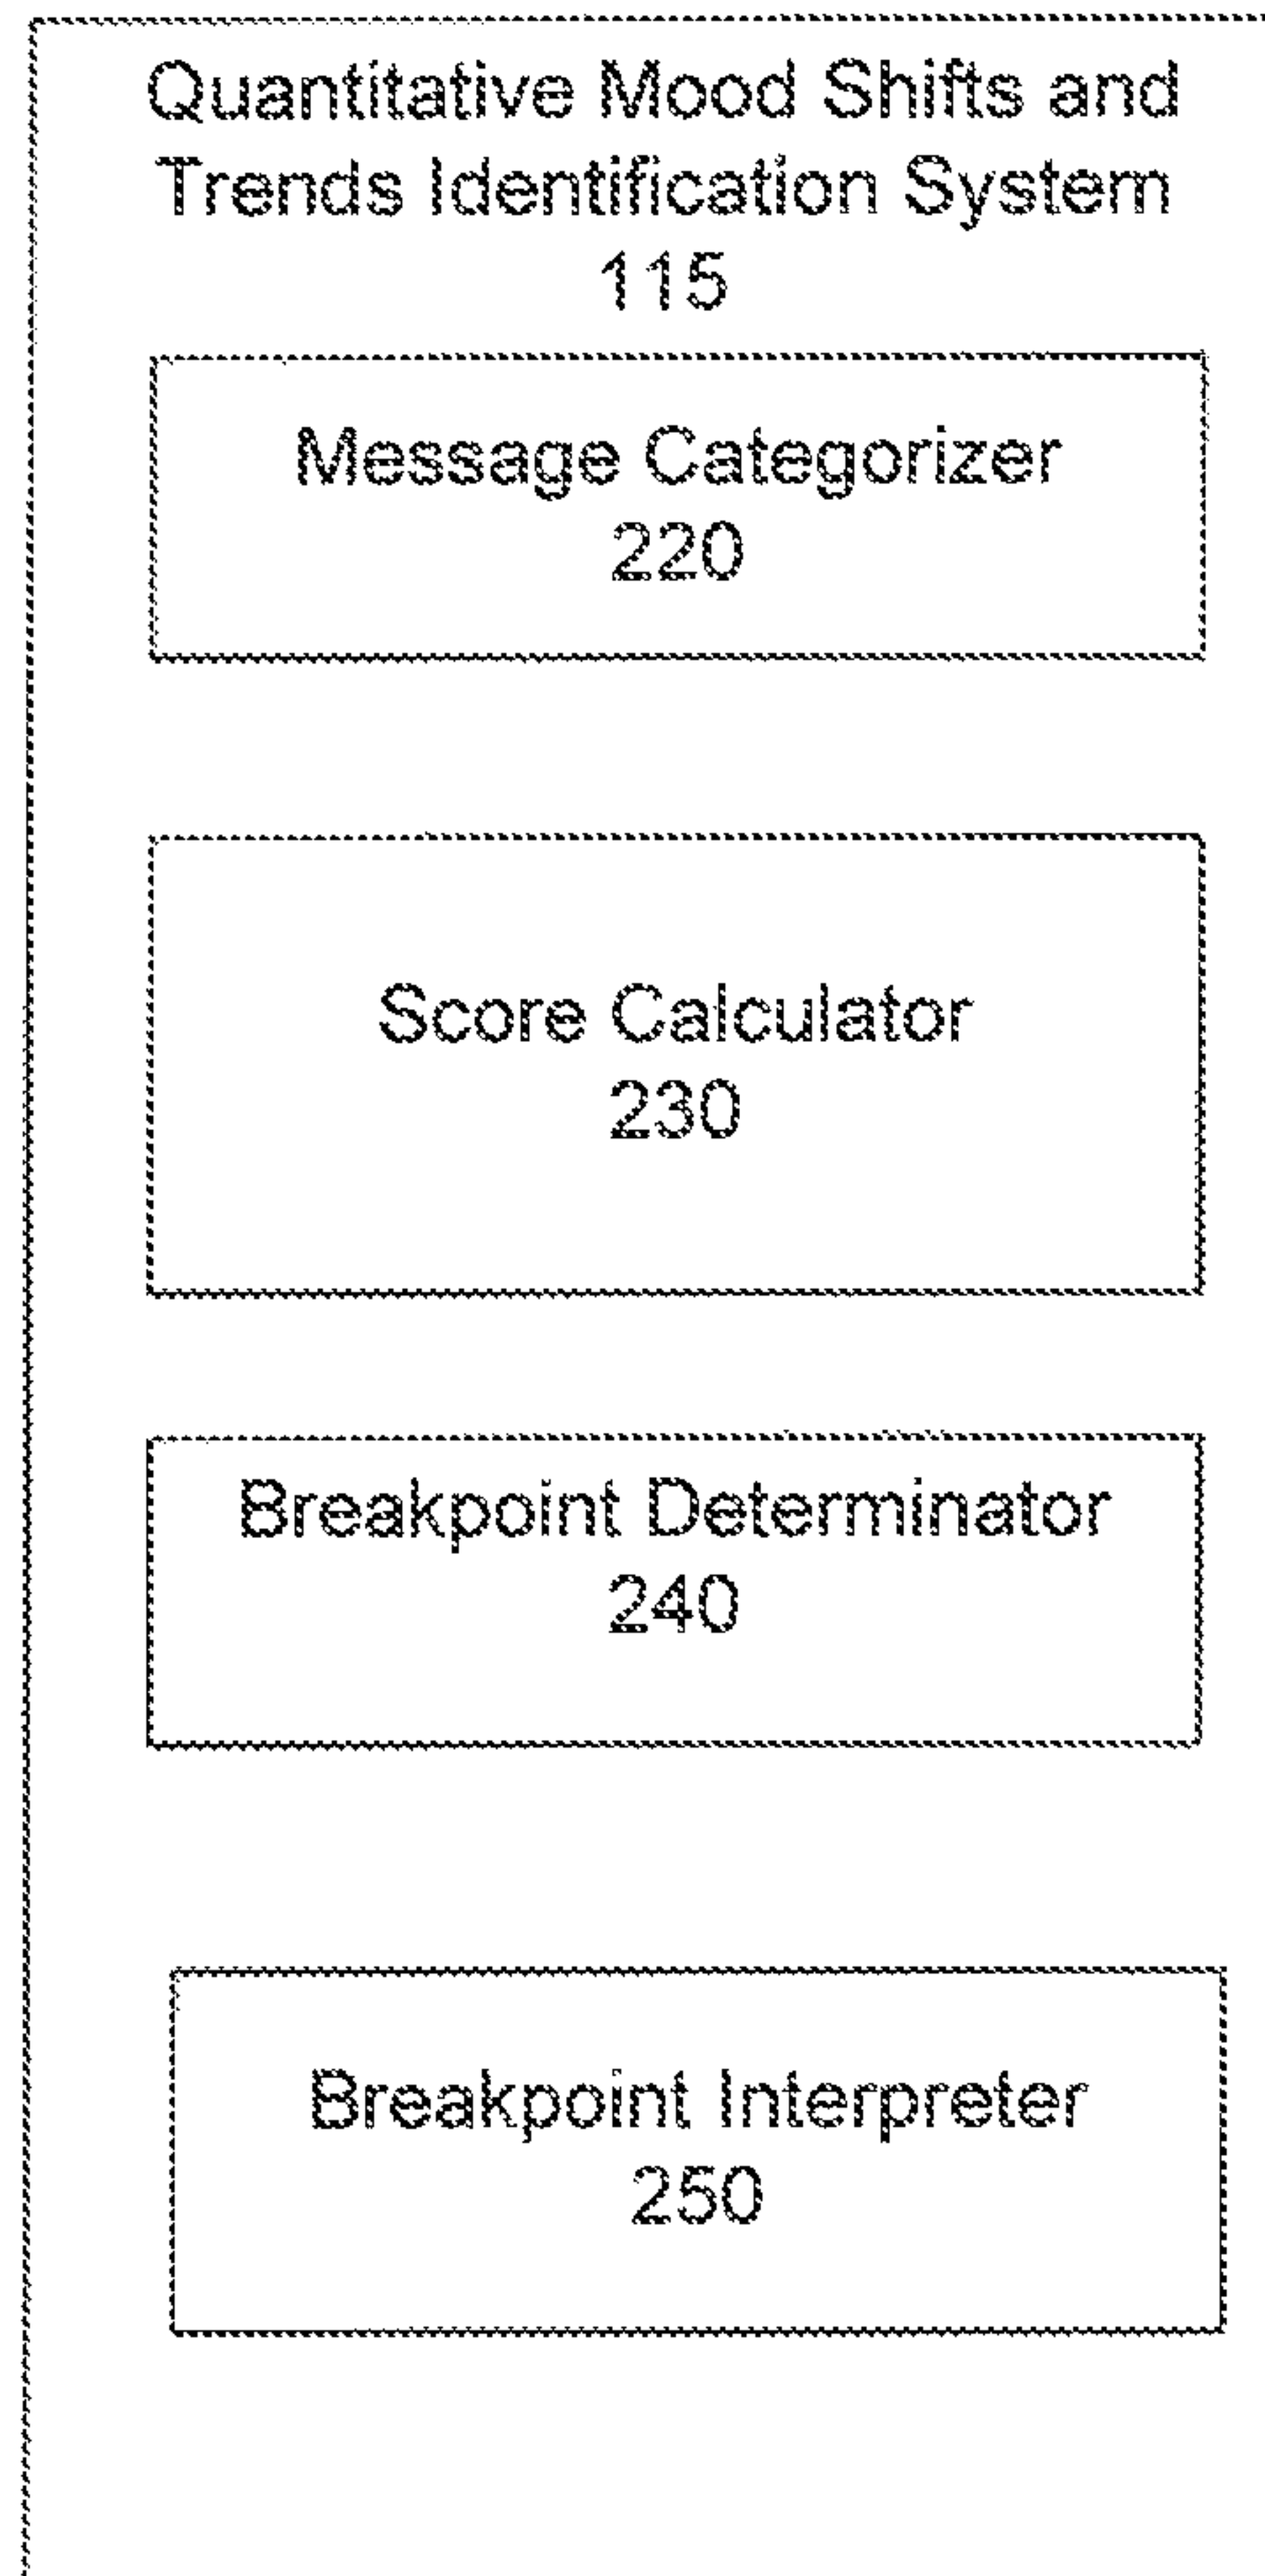 Quantitative Mood Shifts and
Trends Identification System
115
Message Categorizer
220
Score Calculator
230
Breakpoint Determinator
240
Breakpoint Interpreter
250